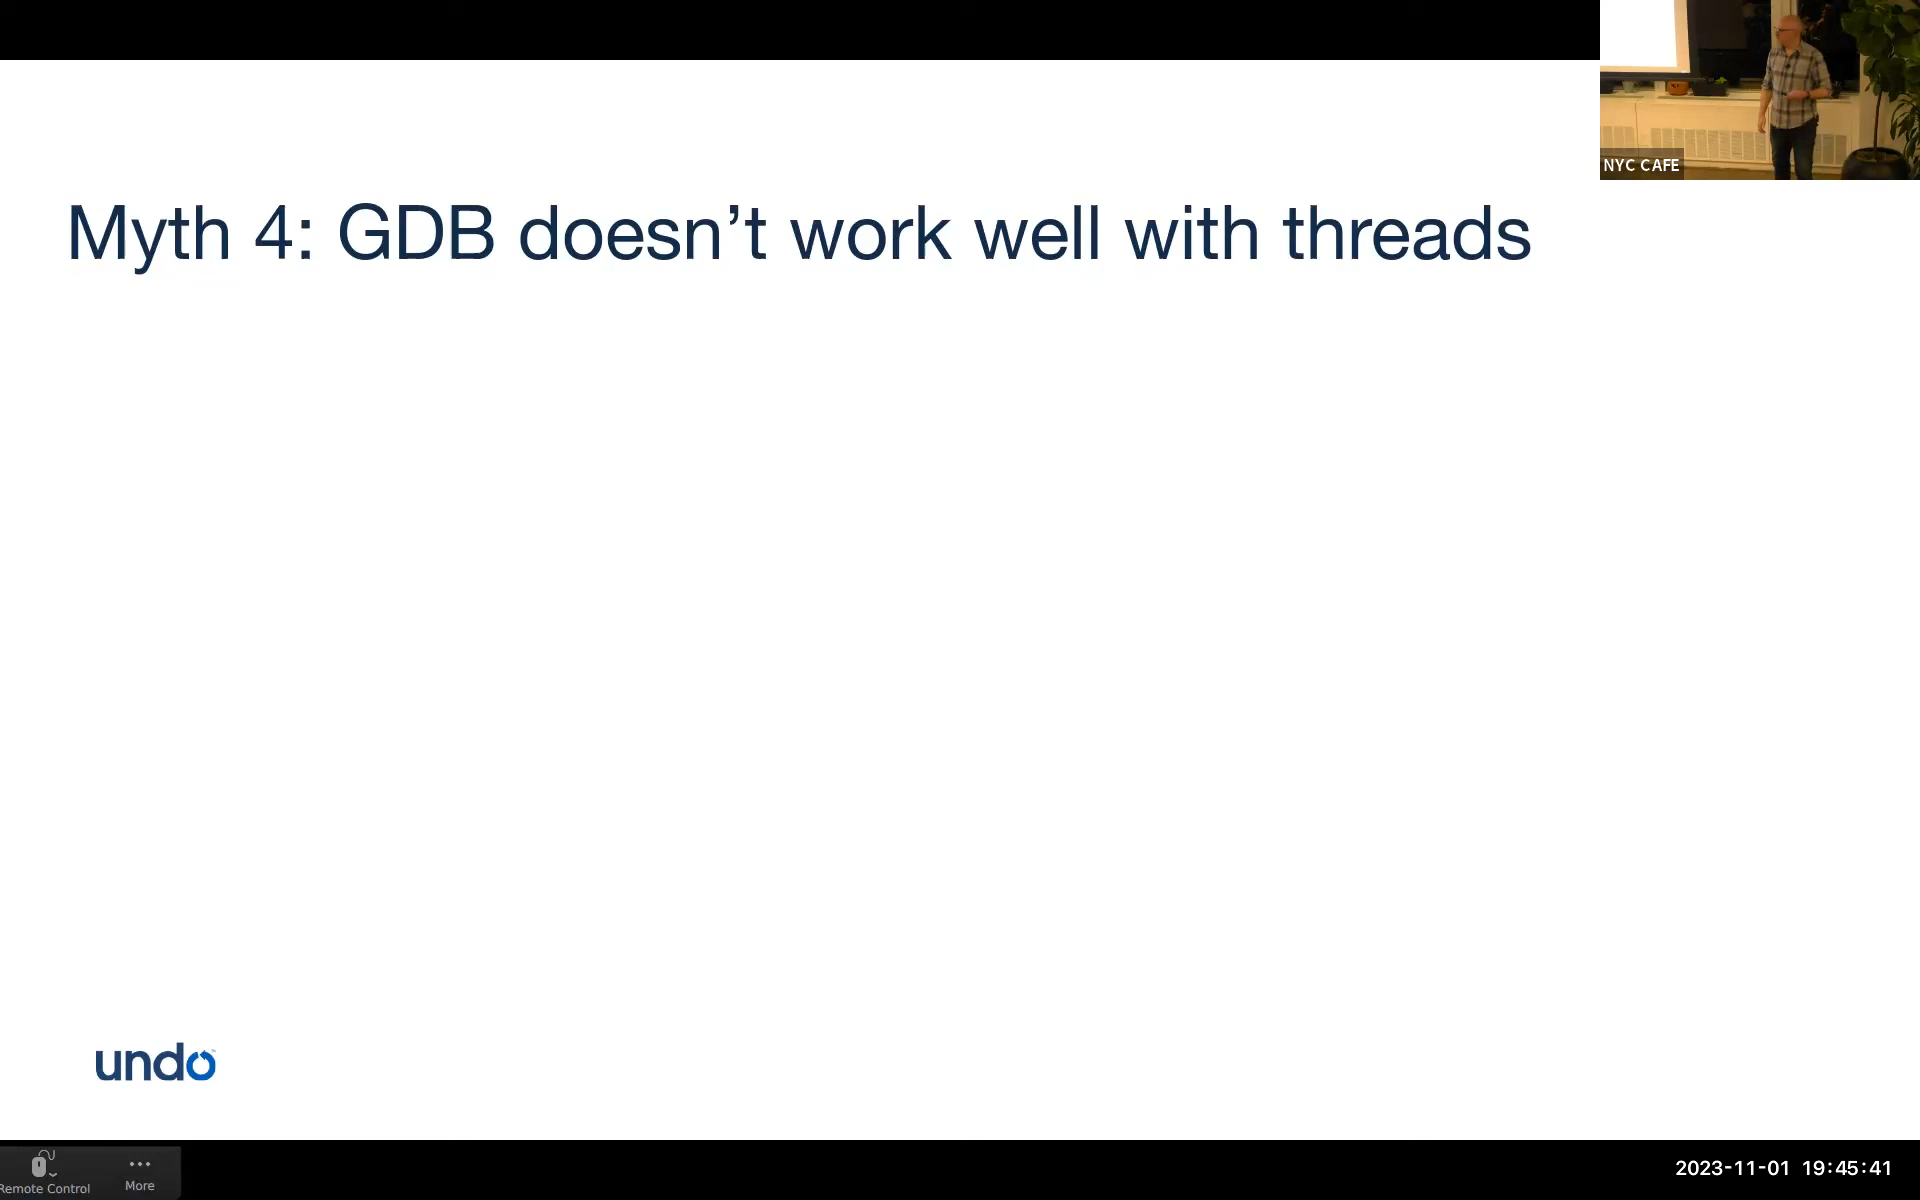 NYC CAFE
Myth 4: GDB doesn’t work well with threads
undo
Remote Control
More
2023-11-01 19:45:41